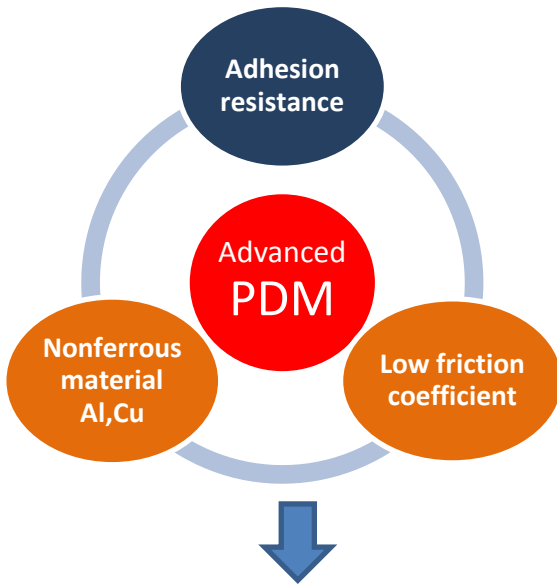 Adhesion
resistance
Advanced
PDM
Nonferrous
material
Al,Cu
Low friction
coefficient